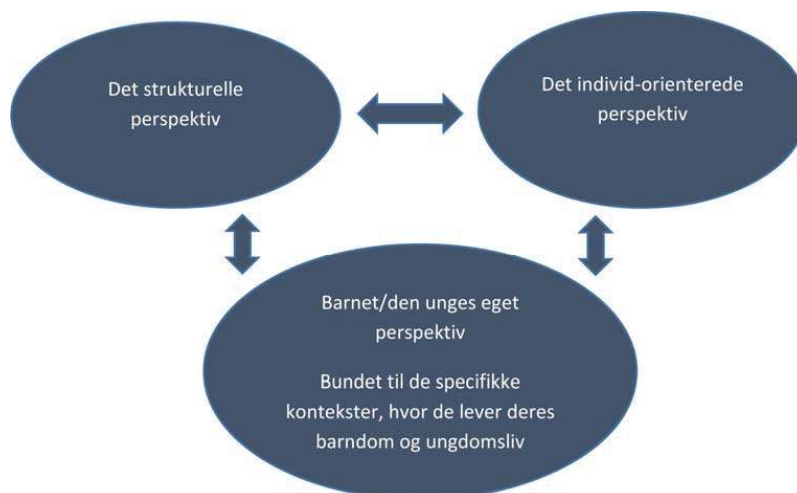 Det strukturelle
perspektiv
Det individ-orienterede
perspektiv
Barnet/den unges eget
perspektiv
Bundet til de specifikke
kontekster, hvor de lever deres
barndom og ungdomsliv